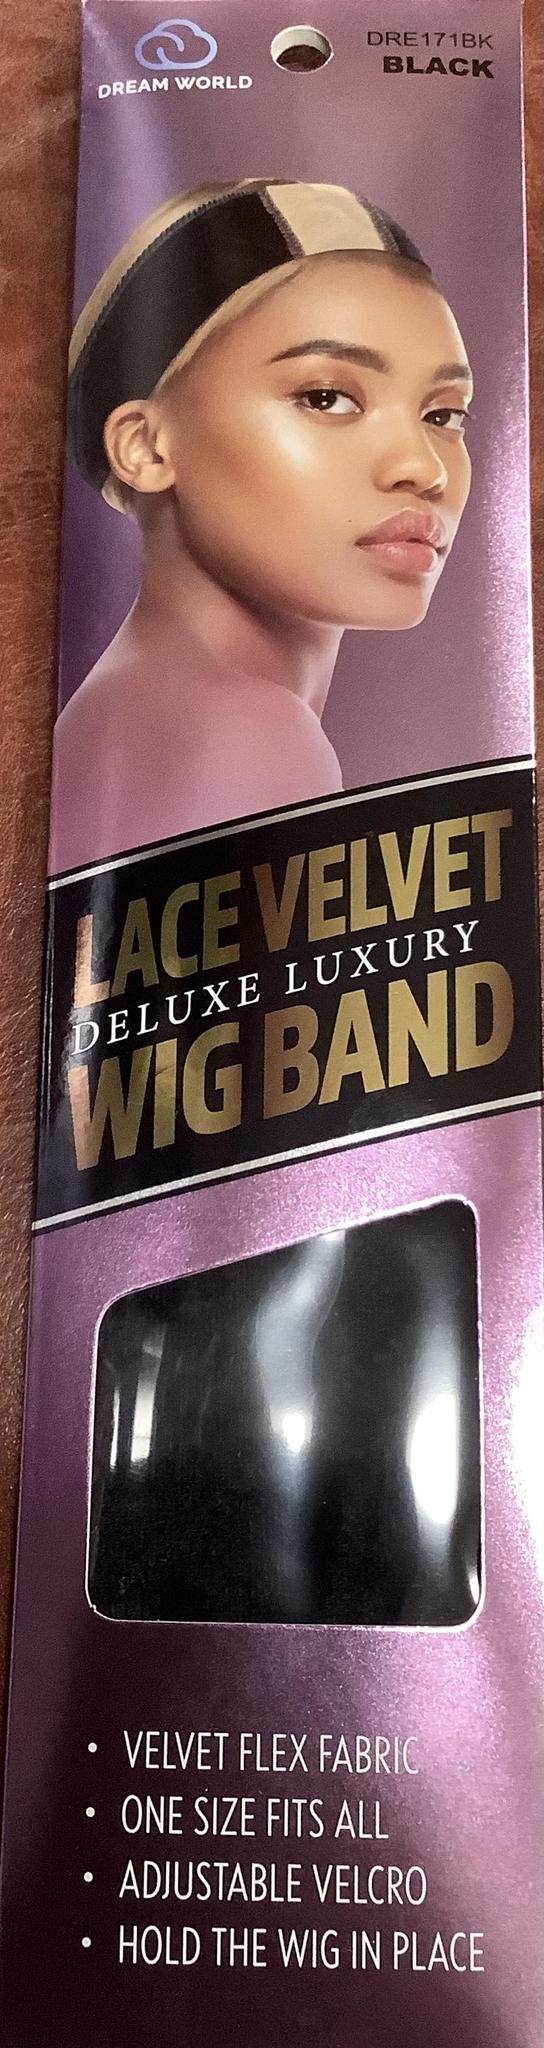 DREAM WORLD
DRE171BK
BLACK
LACE VELVET
DELUXE LUXURY
WIG BAND
• VELVET FLEX FABRIC
• ONE SIZE FITS ALL
• ADJUSTABLE VELCRO
• HOLD THE WIG IN PLACE